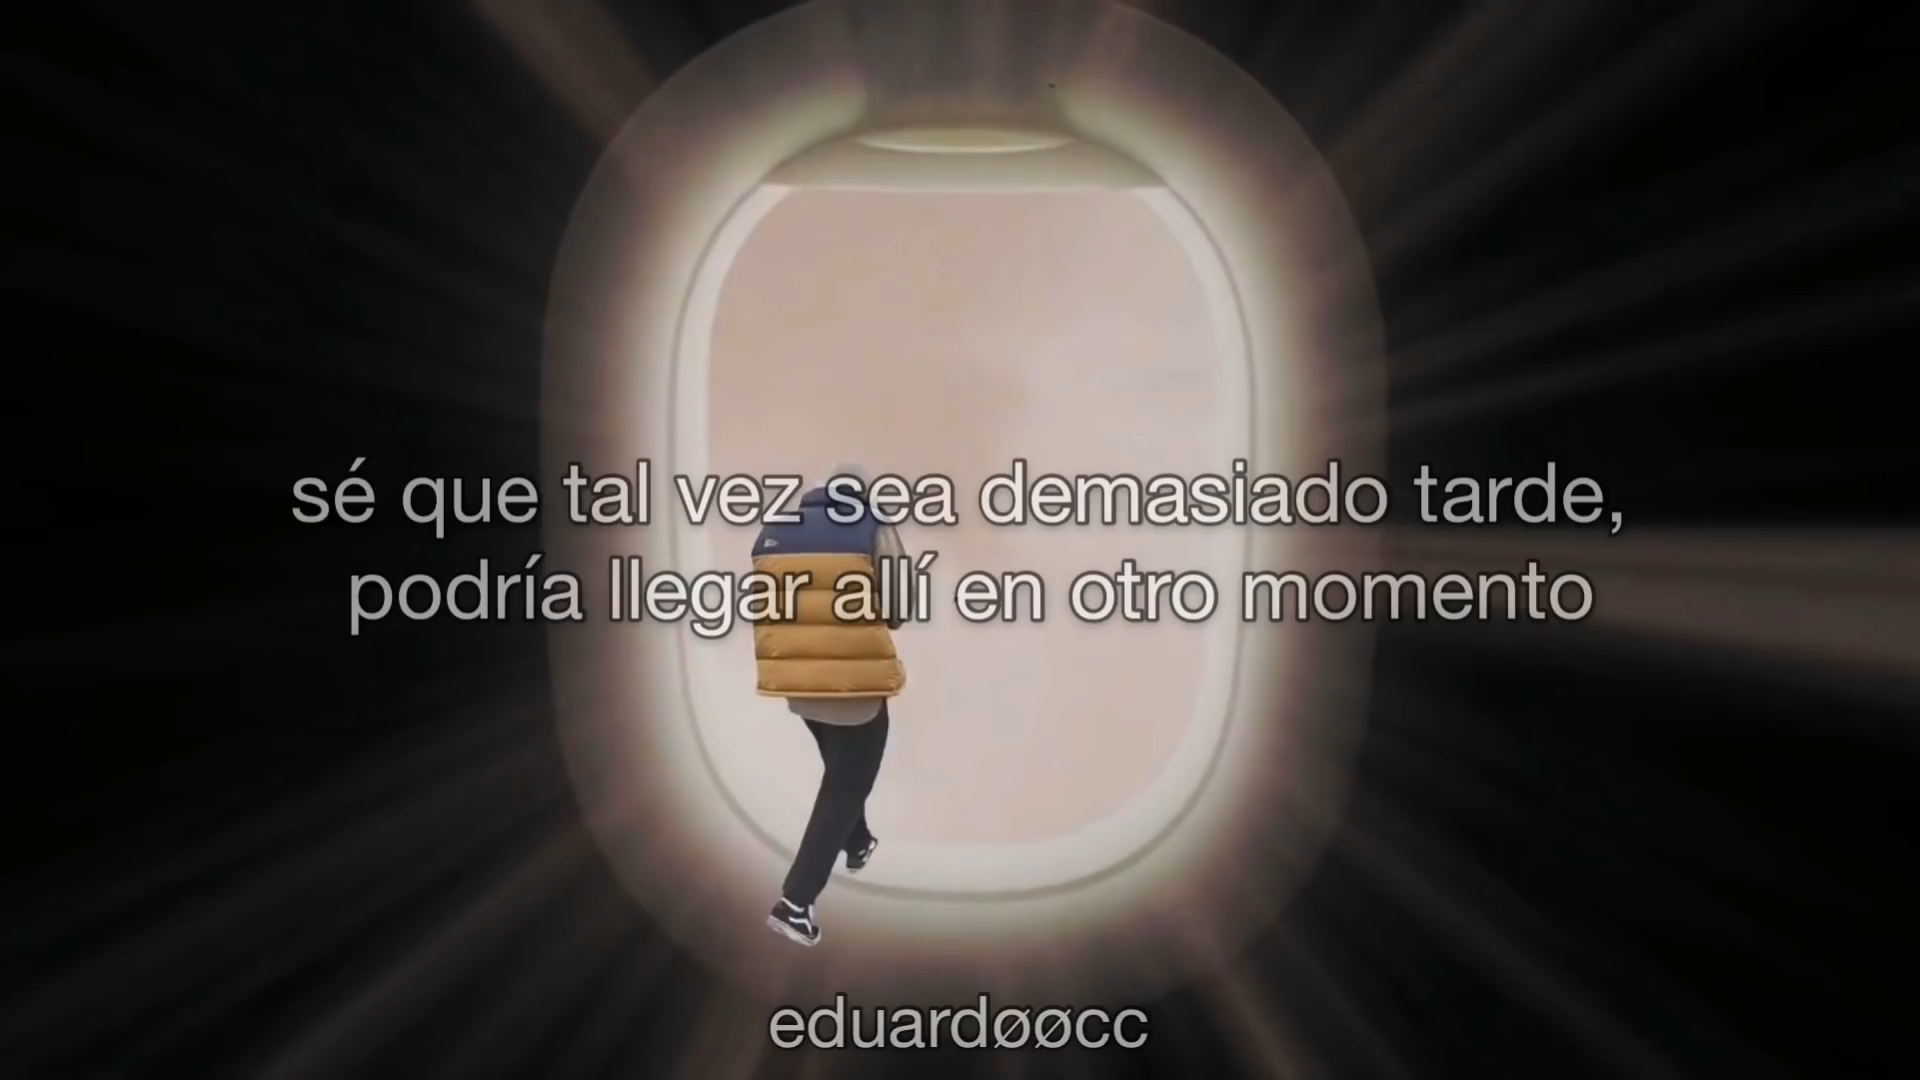 sé que tal vez sea demasiado tarde,
podría llegar allí en otro momento
eduardøøcc